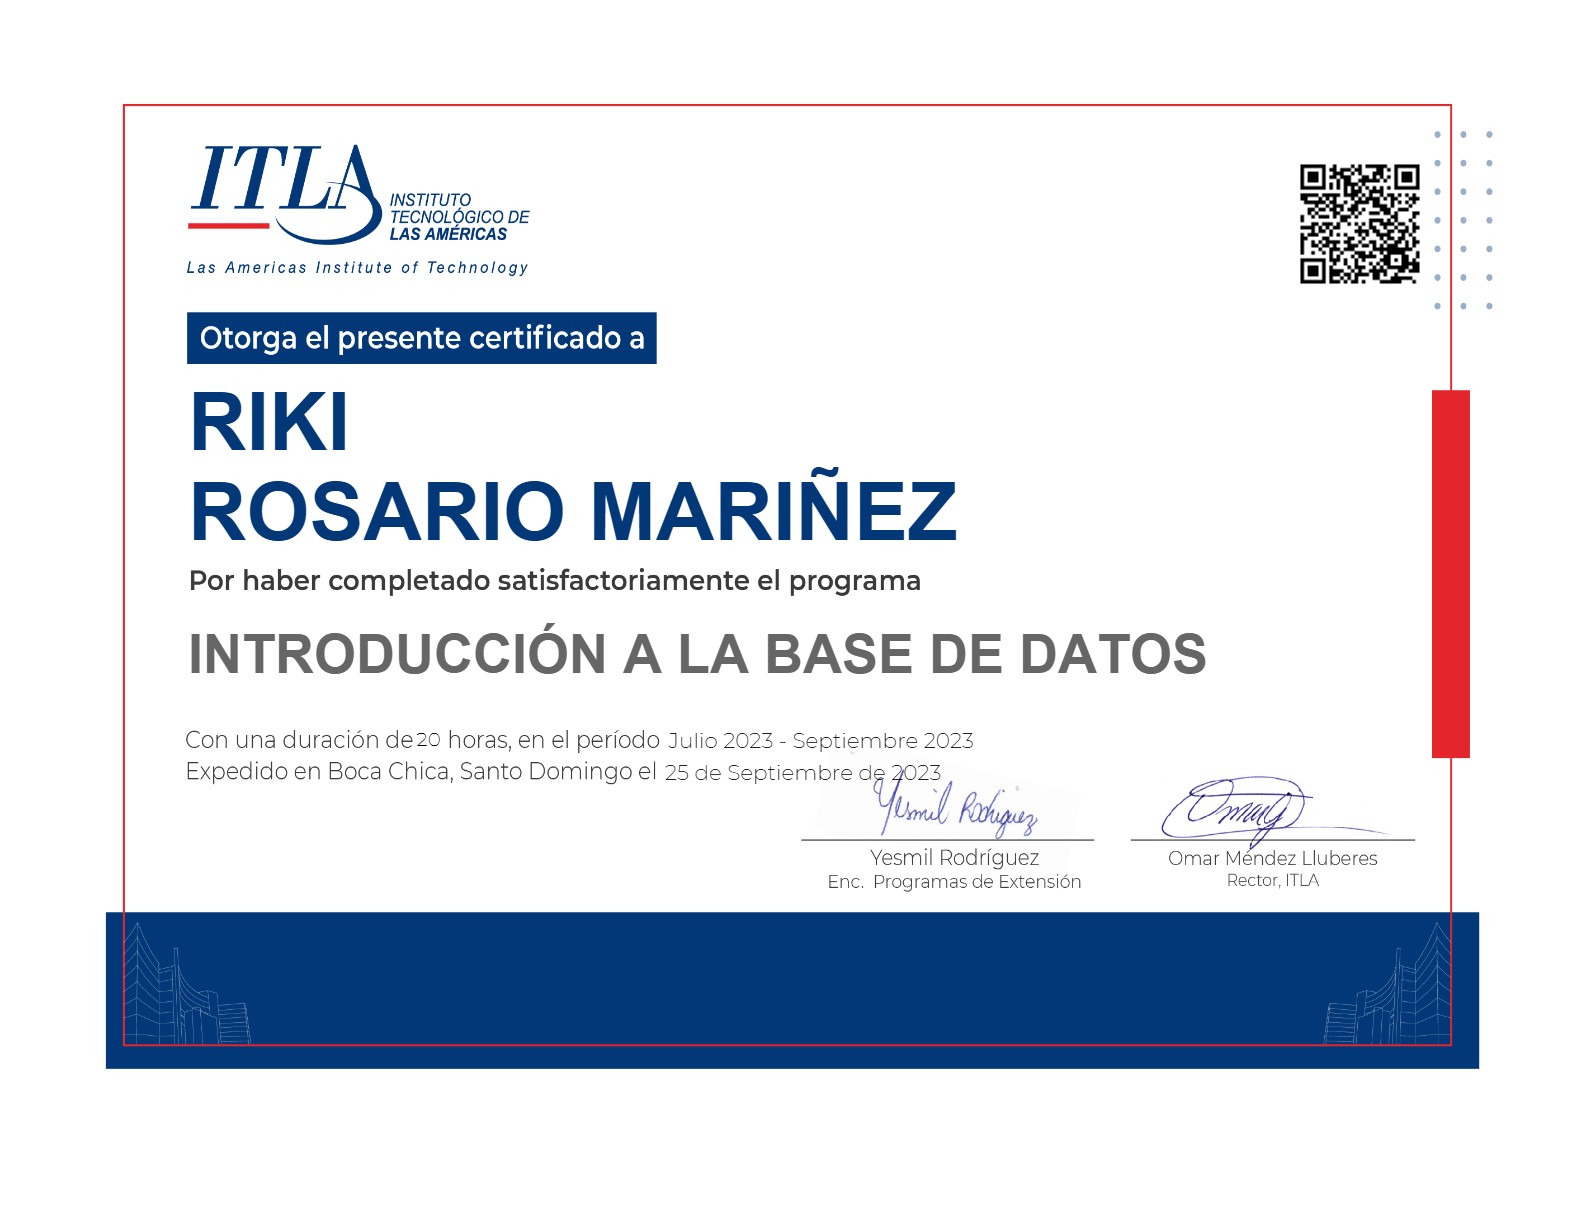 ITLA
INSTITUTO
TECNOLÓGICO DE
LAS AMÉRICAS
Las Americas Institute of Technology
Otorga el presente certificado a
RIKI
ROSARIO MARIÑEZ
Por haber completado satisfactoriamente el programa
INTRODUCCIÓN A LA BASE DE DATOS
Con una duración de 20 horas, en el período Julio 2023 - Septiembre 2023
Expedido en Boca Chica, Santo Domingo el 25 de Septiembre de 2023
Yesmil Rodriguez
Yesmil Rodríguez
Enc. Programas de Extensión
Omar Méndez Lluberes
Rector, ITLA